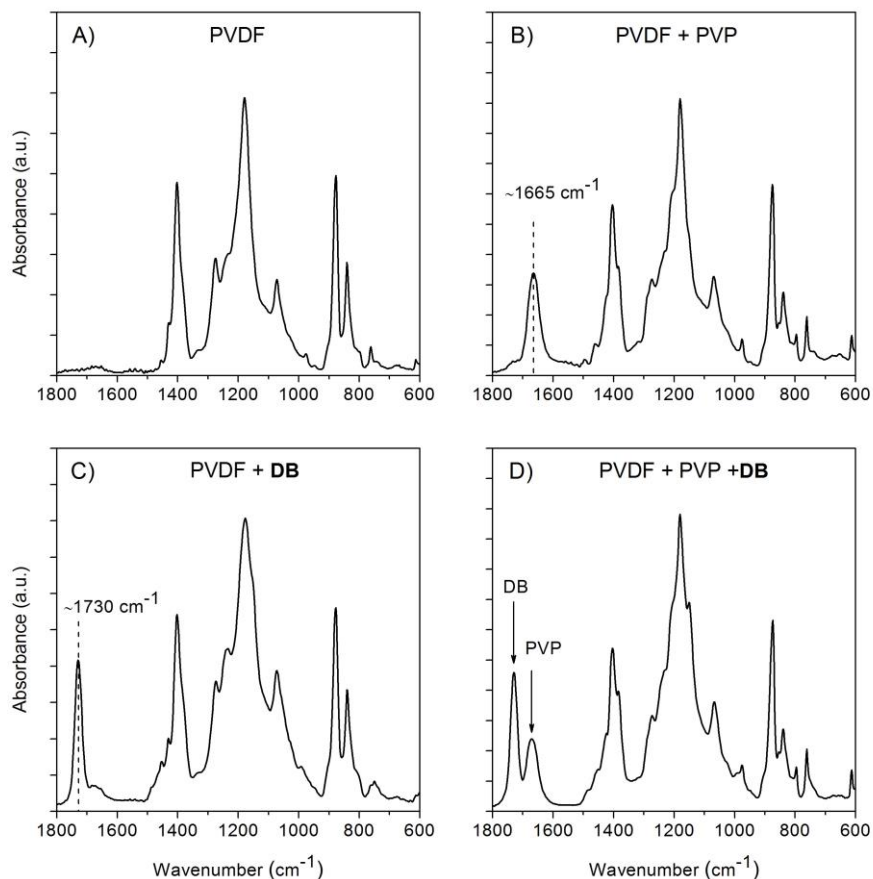 A) PVDF
B) PVDF + PVP
Absorbance (a.u.)
~1665 cm⁻¹
1800 1600 1400 1200 1000 800 600
1800 1600 1400 1200 1000 800 600
C) PVDF + DB
D) PVDF + PVP +DB
Absorbance (a.u.)
~1730 cm⁻¹
DB
PVP
1800 1600 1400 1200 1000 800 600
1800 1600 1400 1200 1000 800 600
Wavenumber (cm⁻¹)
Wavenumber (cm⁻¹)